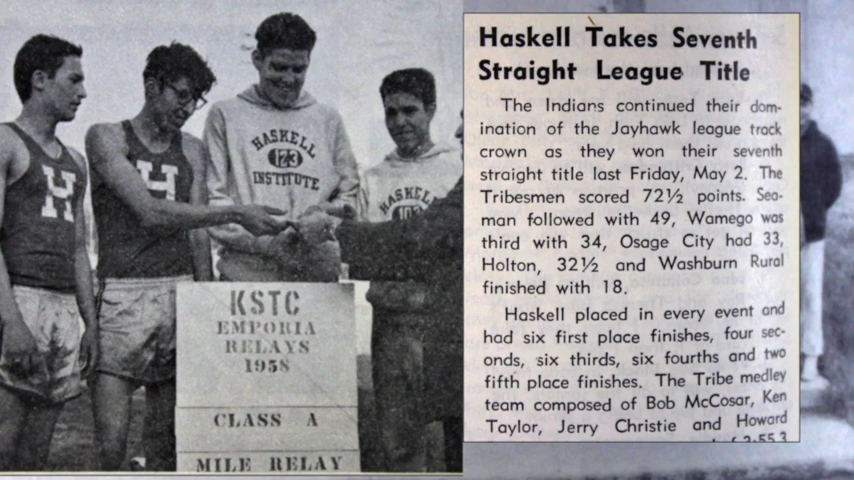 H
H
HASKELL
123
INSTITUTE
HASKELL
KSTC
EMPORIA
RELAYS
1958
CLASS A
MILE RELAY
Haskell Takes Seventh
Straight League Title
The Indians continued their dom-
ination of the Jayhawk league track
crown as they won their seventh
straight title last Friday, May 2. The
Tribesmen scored 72½ points. Sea-
man followed with 49, Wamego was
third with 34, Osage City had 33,
Holton, 32½ and Washburn Rural
finished with 18.
Haskell placed in every event and
had six first place finishes, four sec-
onds, six thirds, six fourths and two
fifth place finishes. The Tribe medley
team composed of Bob McCosar, Ken
Taylor, Jerry Christie and Howard